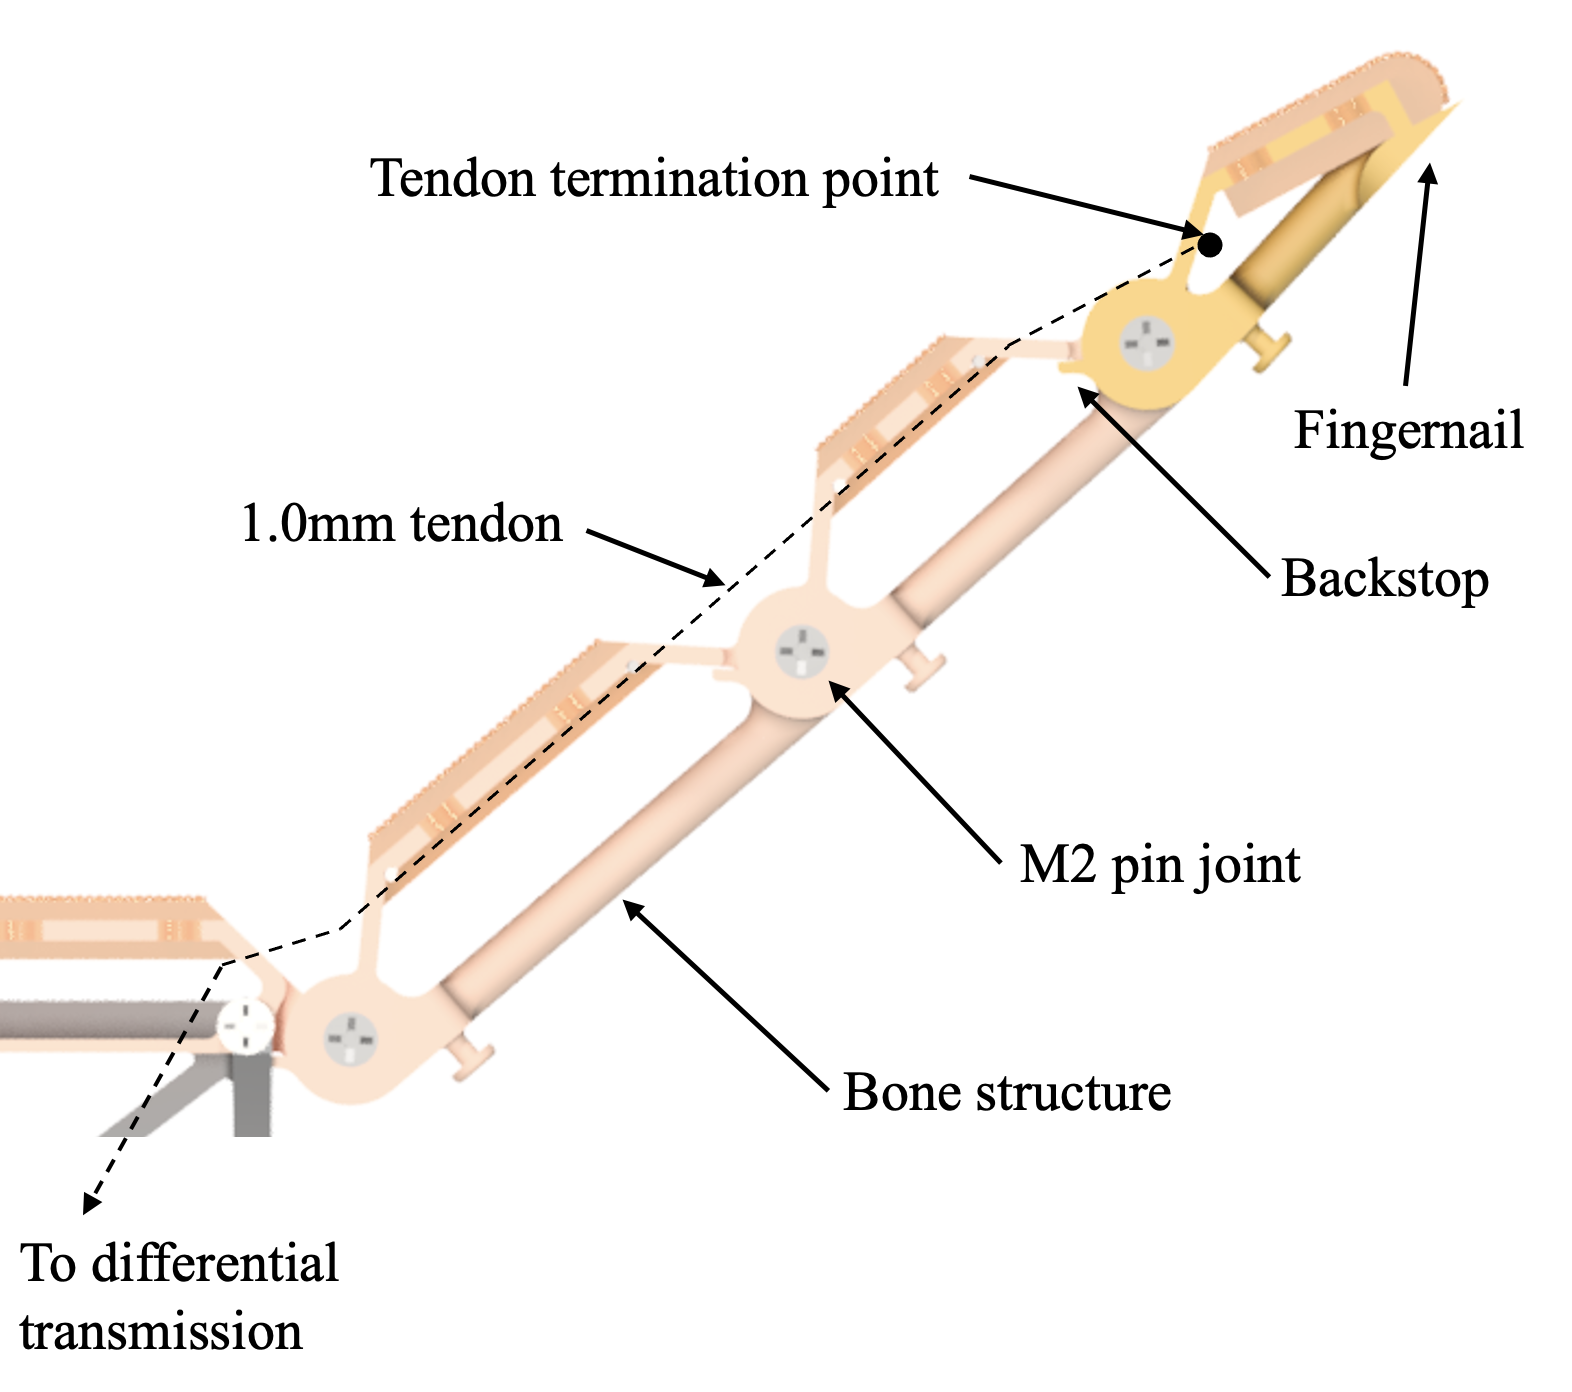 Tendon termination point
Fingernail
1.0mm tendon
Backstop
M2 pin joint
Bone structure
To differential
transmission